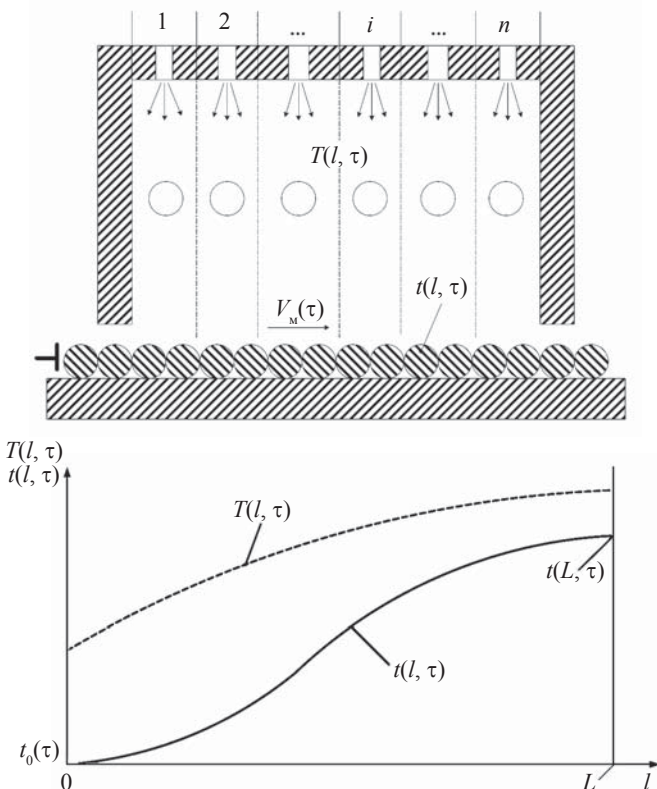 1 2 ... i ... n
T(l, τ)
t(l, τ)
Vм(τ)
T(l, τ)
t(l, τ)
T(l, τ)
t(L, τ)
t(l, τ)
t0(τ)
0 L l